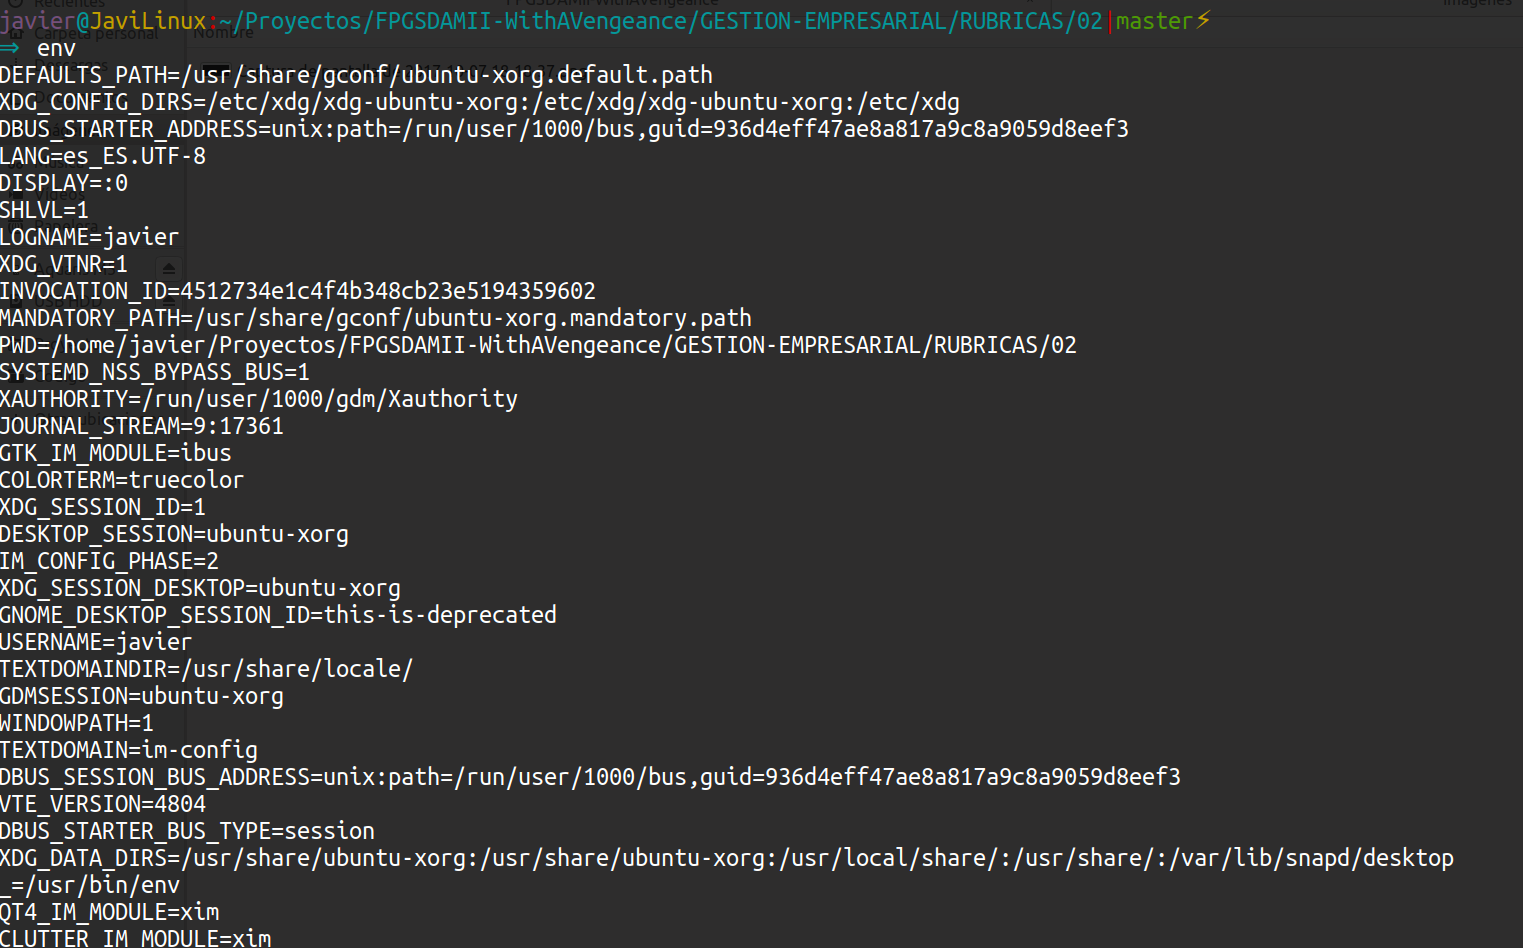 javier@JaviLinux:~/Proyectos/FPGSDAMII-WithAVengeance/GESTION-EMPRESARIAL/RUBRICAS/02|master⚡
⇒ env
DEFAULTS_PATH=/usr/share/gconf/ubuntu-xorg.default.path
XDG_CONFIG_DIRS=/etc/xdg/xdg-ubuntu-xorg:/etc/xdg/xdg-ubuntu-xorg:/etc/xdg
DBUS_STARTER_ADDRESS=unix:path=/run/user/1000/bus,guid=936d4eff47ae8a817a9c8a9059d8eef3
LANG=es_ES.UTF-8
DISPLAY=:0
SHLVL=1
LOGNAME=javier
XDG_VTNR=1
INVOCATION_ID=4512734e1c4f4b348cb23e5194359602
MANDATORY_PATH=/usr/share/gconf/ubuntu-xorg.mandatory.path
PWD=/home/javier/Proyectos/FPGSDAMII-WithAVengeance/GESTION-EMPRESARIAL/RUBRICAS/02
SYSTEMD_NSS_BYPASS_BUS=1
XAUTHORITY=/run/user/1000/gdm/Xauthority
JOURNAL_STREAM=9:17361
GTK_IM_MODULE=ibus
COLORTERM=truecolor
XDG_SESSION_ID=1
DESKTOP_SESSION=ubuntu-xorg
IM_CONFIG_PHASE=2
XDG_SESSION_DESKTOP=ubuntu-xorg
GNOME_DESKTOP_SESSION_ID=this-is-deprecated
USERNAME=javier
TEXTDOMAINDIR=/usr/share/locale/
GDMSESSION=ubuntu-xorg
WINDOWPATH=1
TEXTDOMAIN=im-config
DBUS_SESSION_BUS_ADDRESS=unix:path=/run/user/1000/bus,guid=936d4eff47ae8a817a9c8a9059d8eef3
VTE_VERSION=4804
DBUS_STARTER_BUS_TYPE=session
XDG_DATA_DIRS=/usr/share/ubuntu-xorg:/usr/share/ubuntu-xorg:/usr/local/share/:/usr/share/:/var/lib/snapd/desktop
_=/usr/bin/env
QT4_IM_MODULE=xim
CLUTTER_IM_MODULE=xim